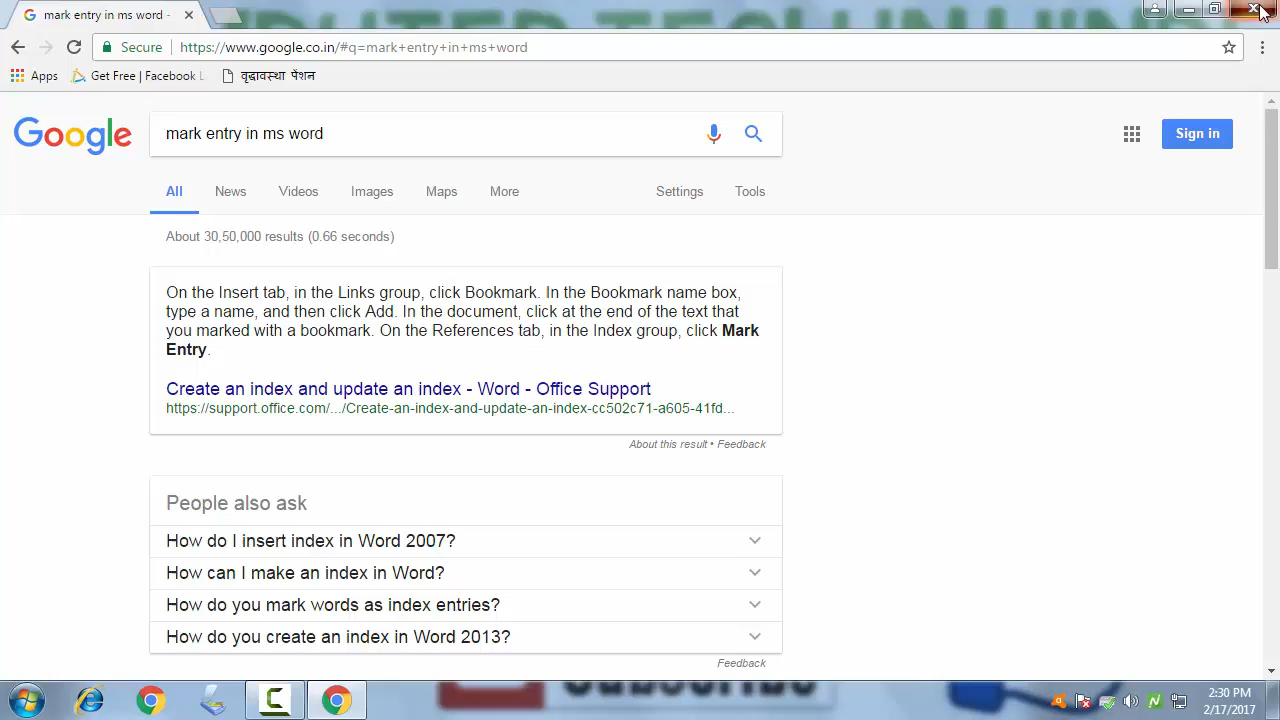 mark entry in ms word -
Secure https://www.google.co.in/#q=mark+entry+in+ms+word
Apps Get Free | Facebook L वृद्धावस्था पेंशन
Google mark entry in ms word Sign in
All News Videos Images Maps More Settings Tools
About 30,50,000 results (0.66 seconds)
On the Insert tab, in the Links group, click Bookmark. In the Bookmark name box,
type a name, and then click Add. In the document, click at the end of the text that
you marked with a bookmark. On the References tab, in the Index group, click Mark
Entry.
Create an index and update an index - Word - Office Support
https://support.office.com/.../Create-an-index-and-update-an-index-cc502c71-a605-41fd...
About this result • Feedback
People also ask
How do I insert index in Word 2007?
How can I make an index in Word?
How do you mark words as index entries?
How do you create an index in Word 2013?
Feedback
2:30 PM
2/17/2017